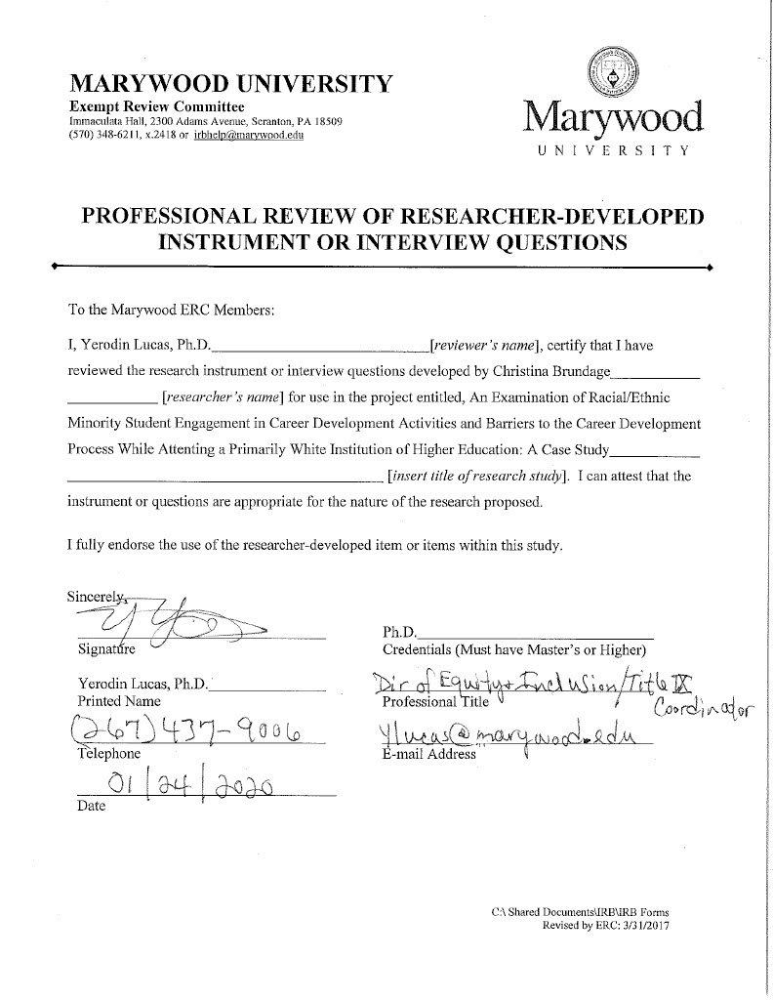 MARYWOOD UNIVERSITY
Exempt Review Committee
Immaculata Hall, 2300 Adams Avenue, Scranton, PA 18509
(570) 348-6211, x.2418 or irbhelp@marywood.edu
Marywood
UNIVERSITY
PROFESSIONAL REVIEW OF RESEARCHER-DEVELOPED
INSTRUMENT OR INTERVIEW QUESTIONS
To the Marywood ERC Members:
I, Yerodin Lucas, Ph.D. [reviewer's name], certify that I have
reviewed the research instrument or interview questions developed by Christina Brundage
[researcher's name] for use in the project entitled, An Examination of Racial/Ethnic
Minority Student Engagement in Career Development Activities and Barriers to the Career Development
Process While Attenting a Primarily White Institution of Higher Education: A Case Study
[insert title of research study]. I can attest that the
instrument or questions are appropriate for the nature of the research proposed.
I fully endorse the use of the researcher-developed item or items within this study.
Sincerely,
Signature
Yerodin Lucas, Ph.D.
Printed Name
(267)437-9006
Telephone
01/24/2020
Date
Ph.D.
Credentials (Must have Master's or Higher)
Dir of Equity + Inclusion/Title IX
Coordinator
Professional Title
Ylucas@marywood.edu
E-mail Address
C:\ Shared Documents\IRB\IRB Forms
Revised by ERC: 3/31/2017